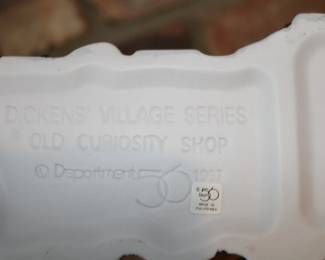 DICKENS' VILLAGE SERIES
OLD CURIOSITY SHOP
© Department 56 1987